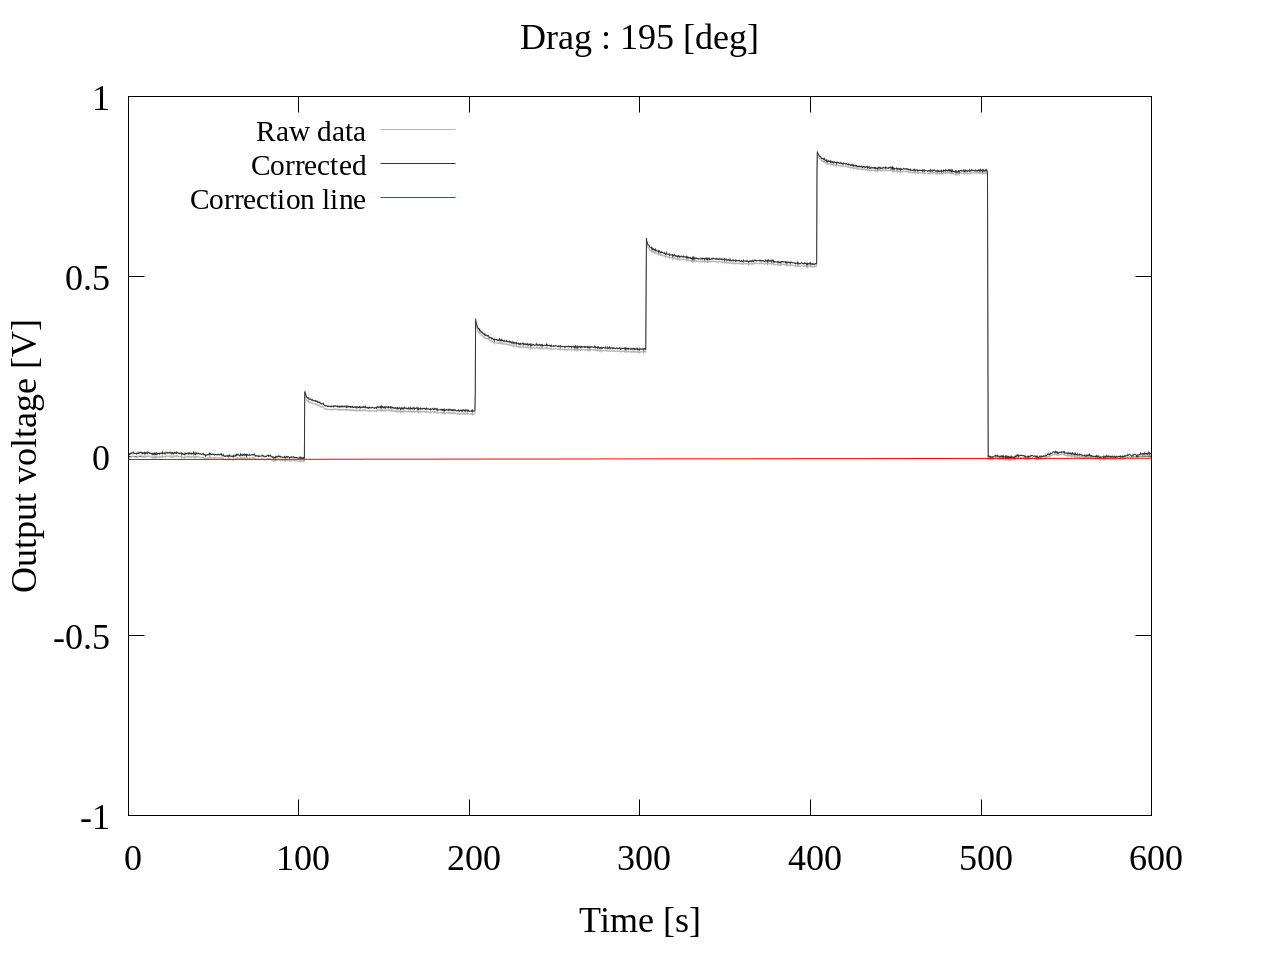 Drag : 195 [deg]
1
Raw data
Corrected
Correction line
0.5
0
-0.5
-1
Output voltage [V]
0 100 200 300 400 500 600
Time [s]